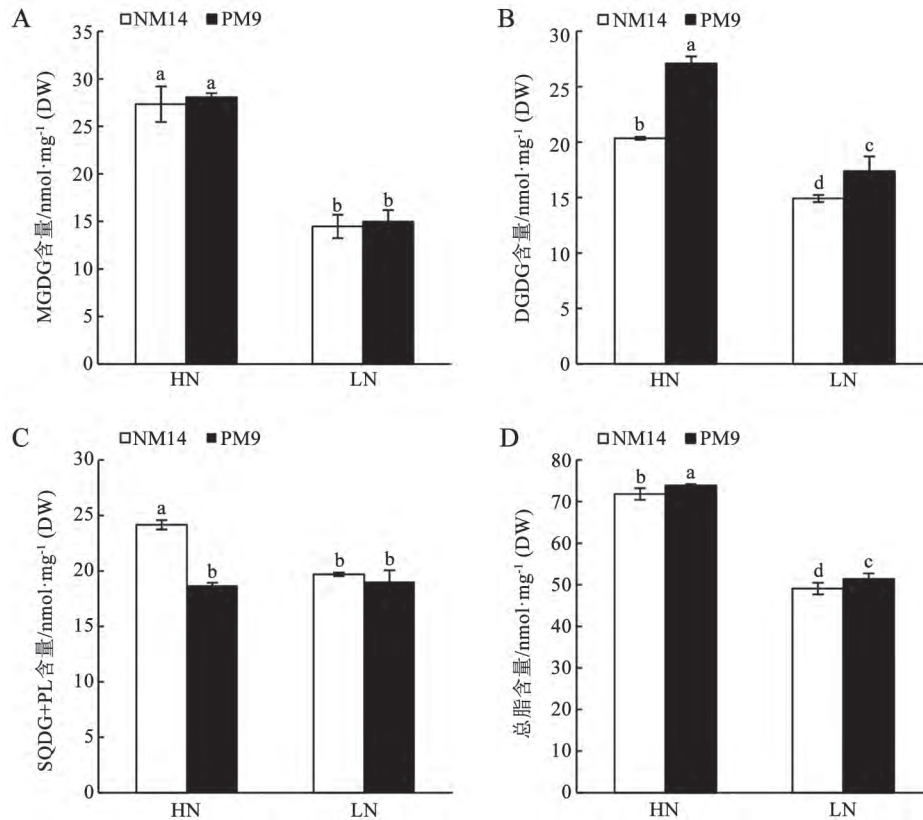 A
□NM14 ■PM9
MGDG含量/nmol·mg⁻¹ (DW)
35
30
25
20
15
10
5
0
a
a
b
b
HN
LN
B
□NM14 ■PM9
DGDG含量/nmol·mg⁻¹ (DW)
30
25
20
15
10
5
0
b
a
d
c
HN
LN
C
□NM14 ■PM9
SQDG+PL含量/nmol·mg⁻¹ (DW)
30
25
20
15
10
5
0
a
b
b
b
HN
LN
D
□NM14 ■PM9
总脂含量/nmol·mg⁻¹ (DW)
80
70
60
50
40
30
20
10
0
b
a
d
c
HN
LN